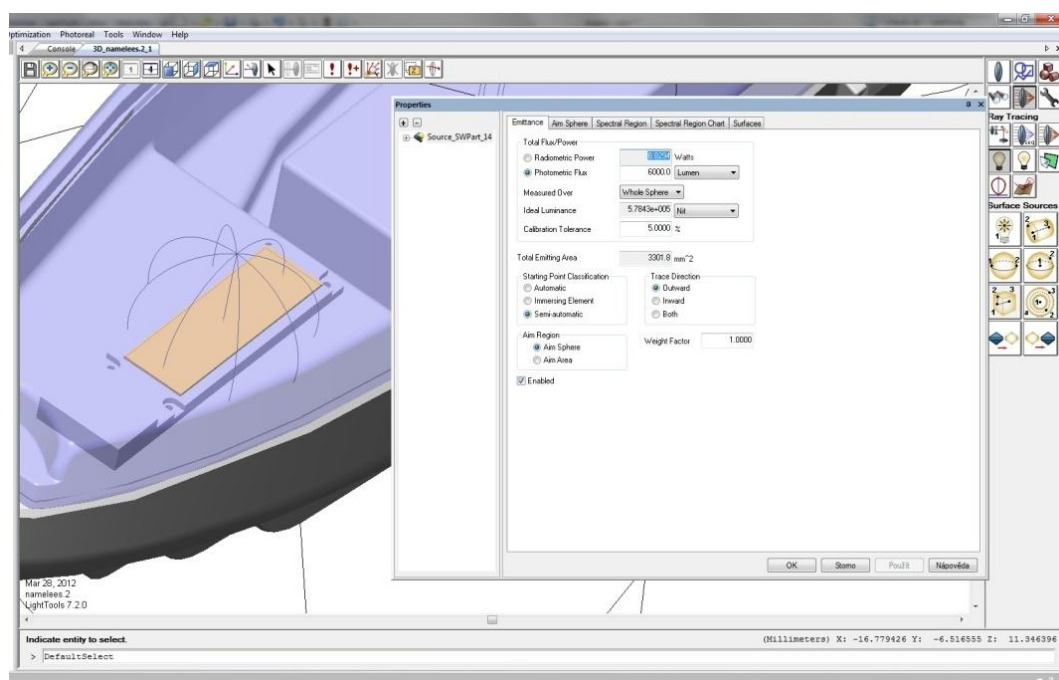 Optimization Photoreal Tools Window Help
Console 3D_namelees.2_1
Properties
Source_SWPart_14
Emittance Aim Sphere Spectral Region Spectral Region Chart Surfaces
Total Flux/Power
Radiometric Power Watts
Photometric Flux 6000.0 Lumen
Measured Over Whole Sphere
Ideal Luminance 5.7843e+005 Nit
Calibration Tolerance 5.0000 %
Total Emitting Area 3301.8 mm^2
Starting Point Classification Trace Direction
Automatic Outward
Immersing Element Inward
Semi-automatic Both
Aim Region
Aim Sphere Weight Factor 1.0000
Aim Area
Enabled
OK Storno Použít Nápověda
Ray Tracing
Surface Sources
Mar 28, 2012
namelees.2
LightTools 7.2.0
Indicate entity to select. (Millimeters) X: -16.779426 Y: -6.516555 Z: 11.346396
> DefaultSelect